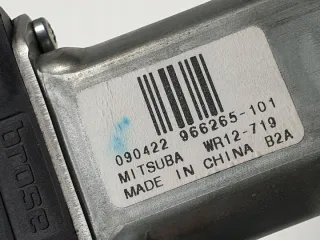 090422 966265-101
MITSUBA WR12-719
MADE IN CHINA B2A
brose